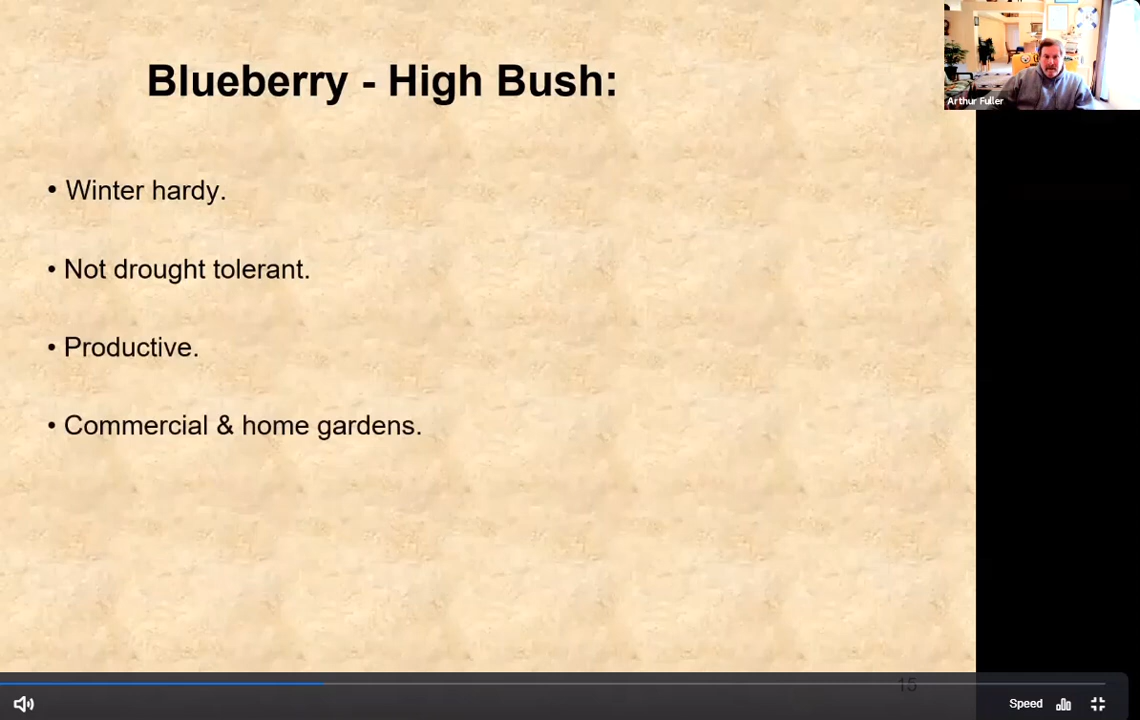 Blueberry - High Bush:
Arthur Fuller
• Winter hardy.
• Not drought tolerant.
• Productive.
• Commercial & home gardens.
15
Speed